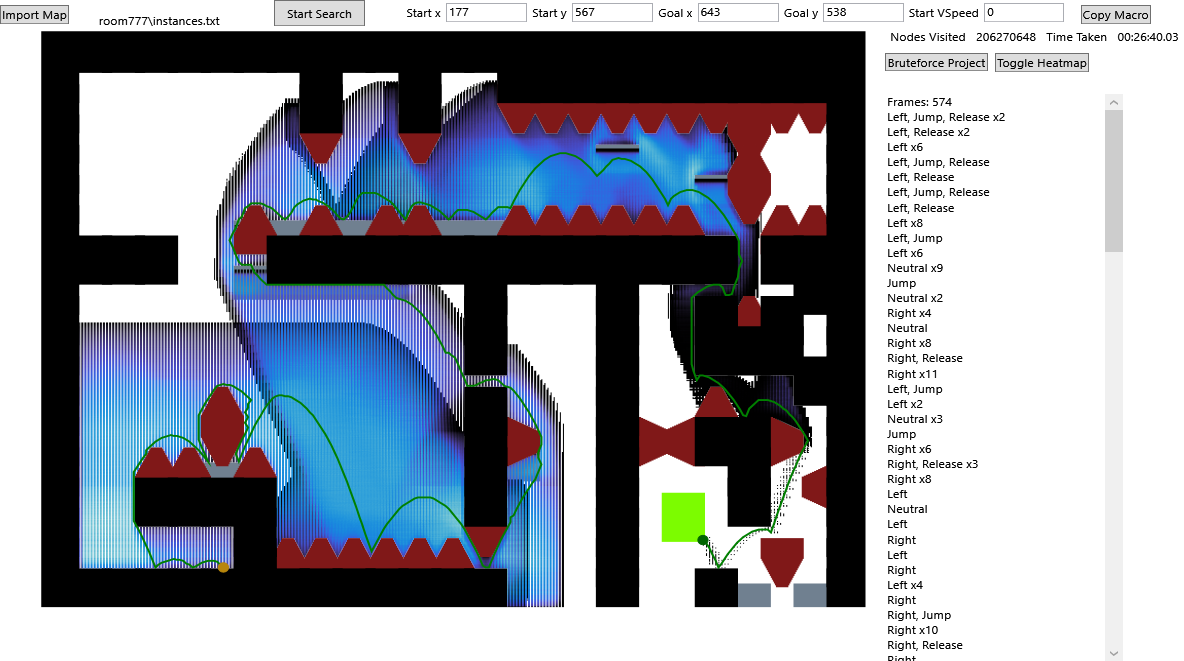 Import Map
room777\instances.txt
Start Search
Start x 177 Start y 567 Goal x 643 Goal y 538 Start VSpeed 0
Copy Macro
Nodes Visited 206270648 Time Taken 00:26:40.03
Bruteforce Project Toggle Heatmap
Frames: 574
Left, Jump, Release x2
Left, Release x2
Left x6
Left, Jump, Release
Left, Release
Left, Jump, Release
Left, Release
Left x8
Left, Jump
Left x6
Neutral x9
Jump
Neutral x2
Right x4
Neutral
Right x8
Right, Release
Right x11
Left, Jump
Left x2
Neutral x3
Jump
Right x6
Right, Release x3
Right x8
Left
Neutral
Left
Right
Left
Right
Left x4
Right
Right, Jump
Right x10
Right, Release
Right